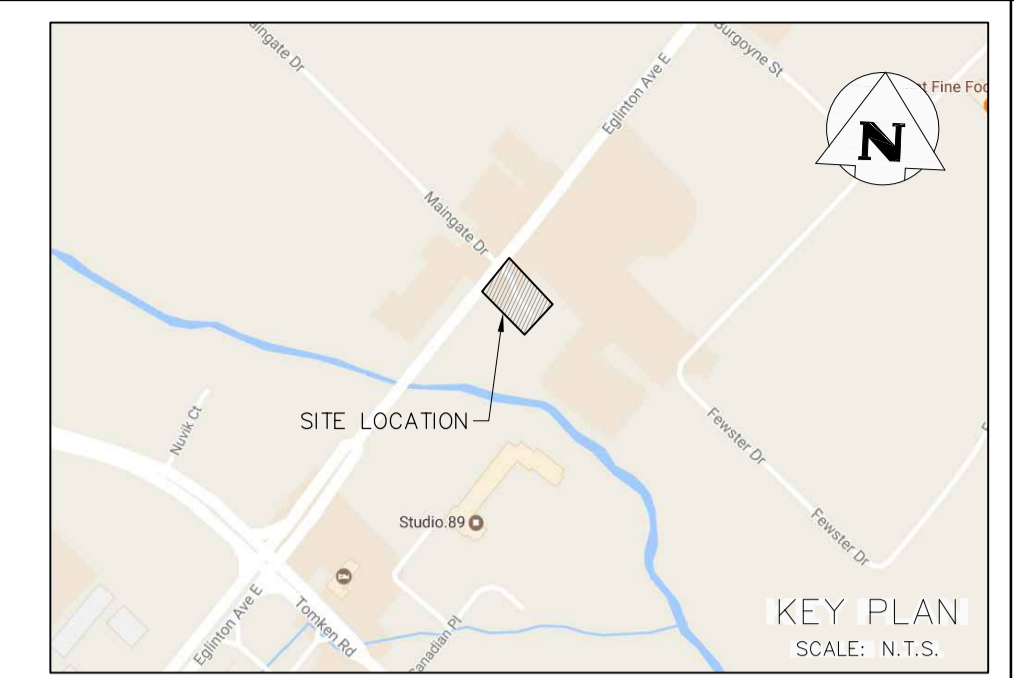 Maingate Dr
Burgoyne St
Eglinton Ave E
t Fine Foo
N
Maingate Dr
SITE LOCATION
Nuvik Ct
Fewster Dr
Studio.89
Fewster Dr
Eglinton Ave E
Tomken Rd
Canadian Pl
KEY PLAN
SCALE: N.T.S.